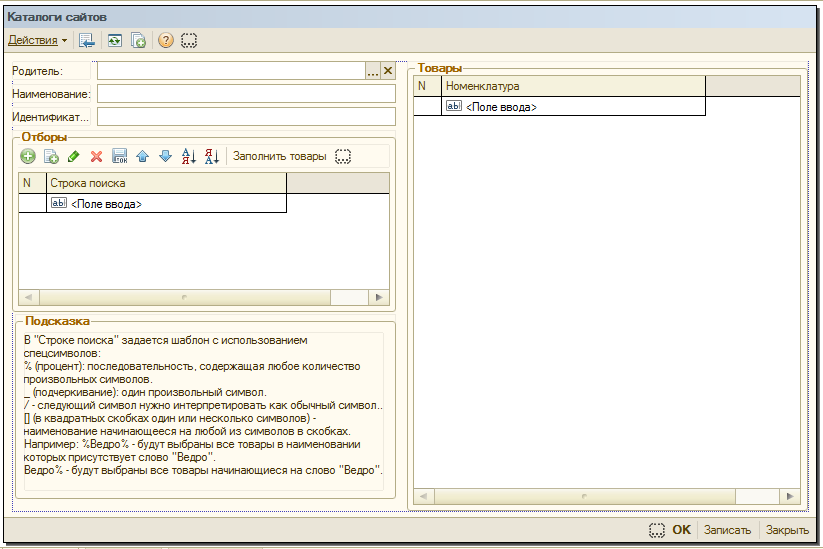 Каталоги сайтов
Действия
Родитель:
...
Наименование:
Идентификат...
Отборы
Заполнить товары
N Строка поиска
<Поле ввода>
Подсказка
В "Строке поиска" задается шаблон с использованием
спецсимволов:
% (процент): последовательность, содержащая любое количество
произвольных символов.
_ (подчеркивание): один произвольный символ.
/ - следующий символ нужно интерпретировать как обычный символ..
[] (в квадратных скобках один или несколько символов) -
наименование начинающееся на любой из символов в скобках.
Например: %Ведро% - будут выбраны все товары в наименовании
которых присутствует слово "Ведро".
Ведро% - будут выбраны все товары начинающиеся на слово "Ведро".
Товары
N Номенклатура
<Поле ввода>
OK Записать Закрыть